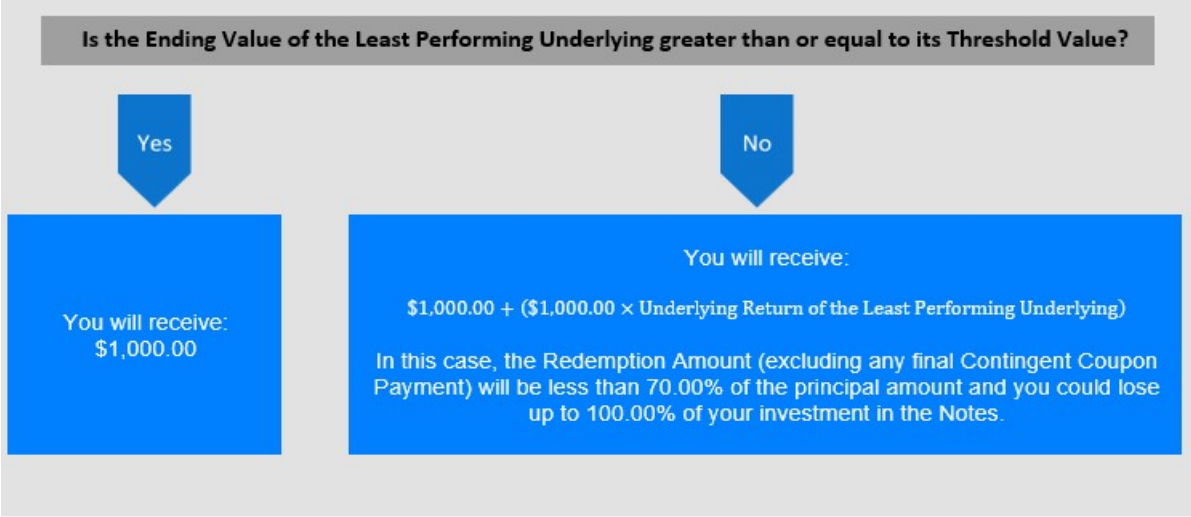 Is the Ending Value of the Least Performing Underlying greater than or equal to its Threshold Value?
Yes
No
You will receive:
$1,000.00
You will receive:
$1,000.00 + ($1,000.00 × Underlying Return of the Least Performing Underlying)
In this case, the Redemption Amount (excluding any final Contingent Coupon
Payment) will be less than 70.00% of the principal amount and you could lose
up to 100.00% of your investment in the Notes.